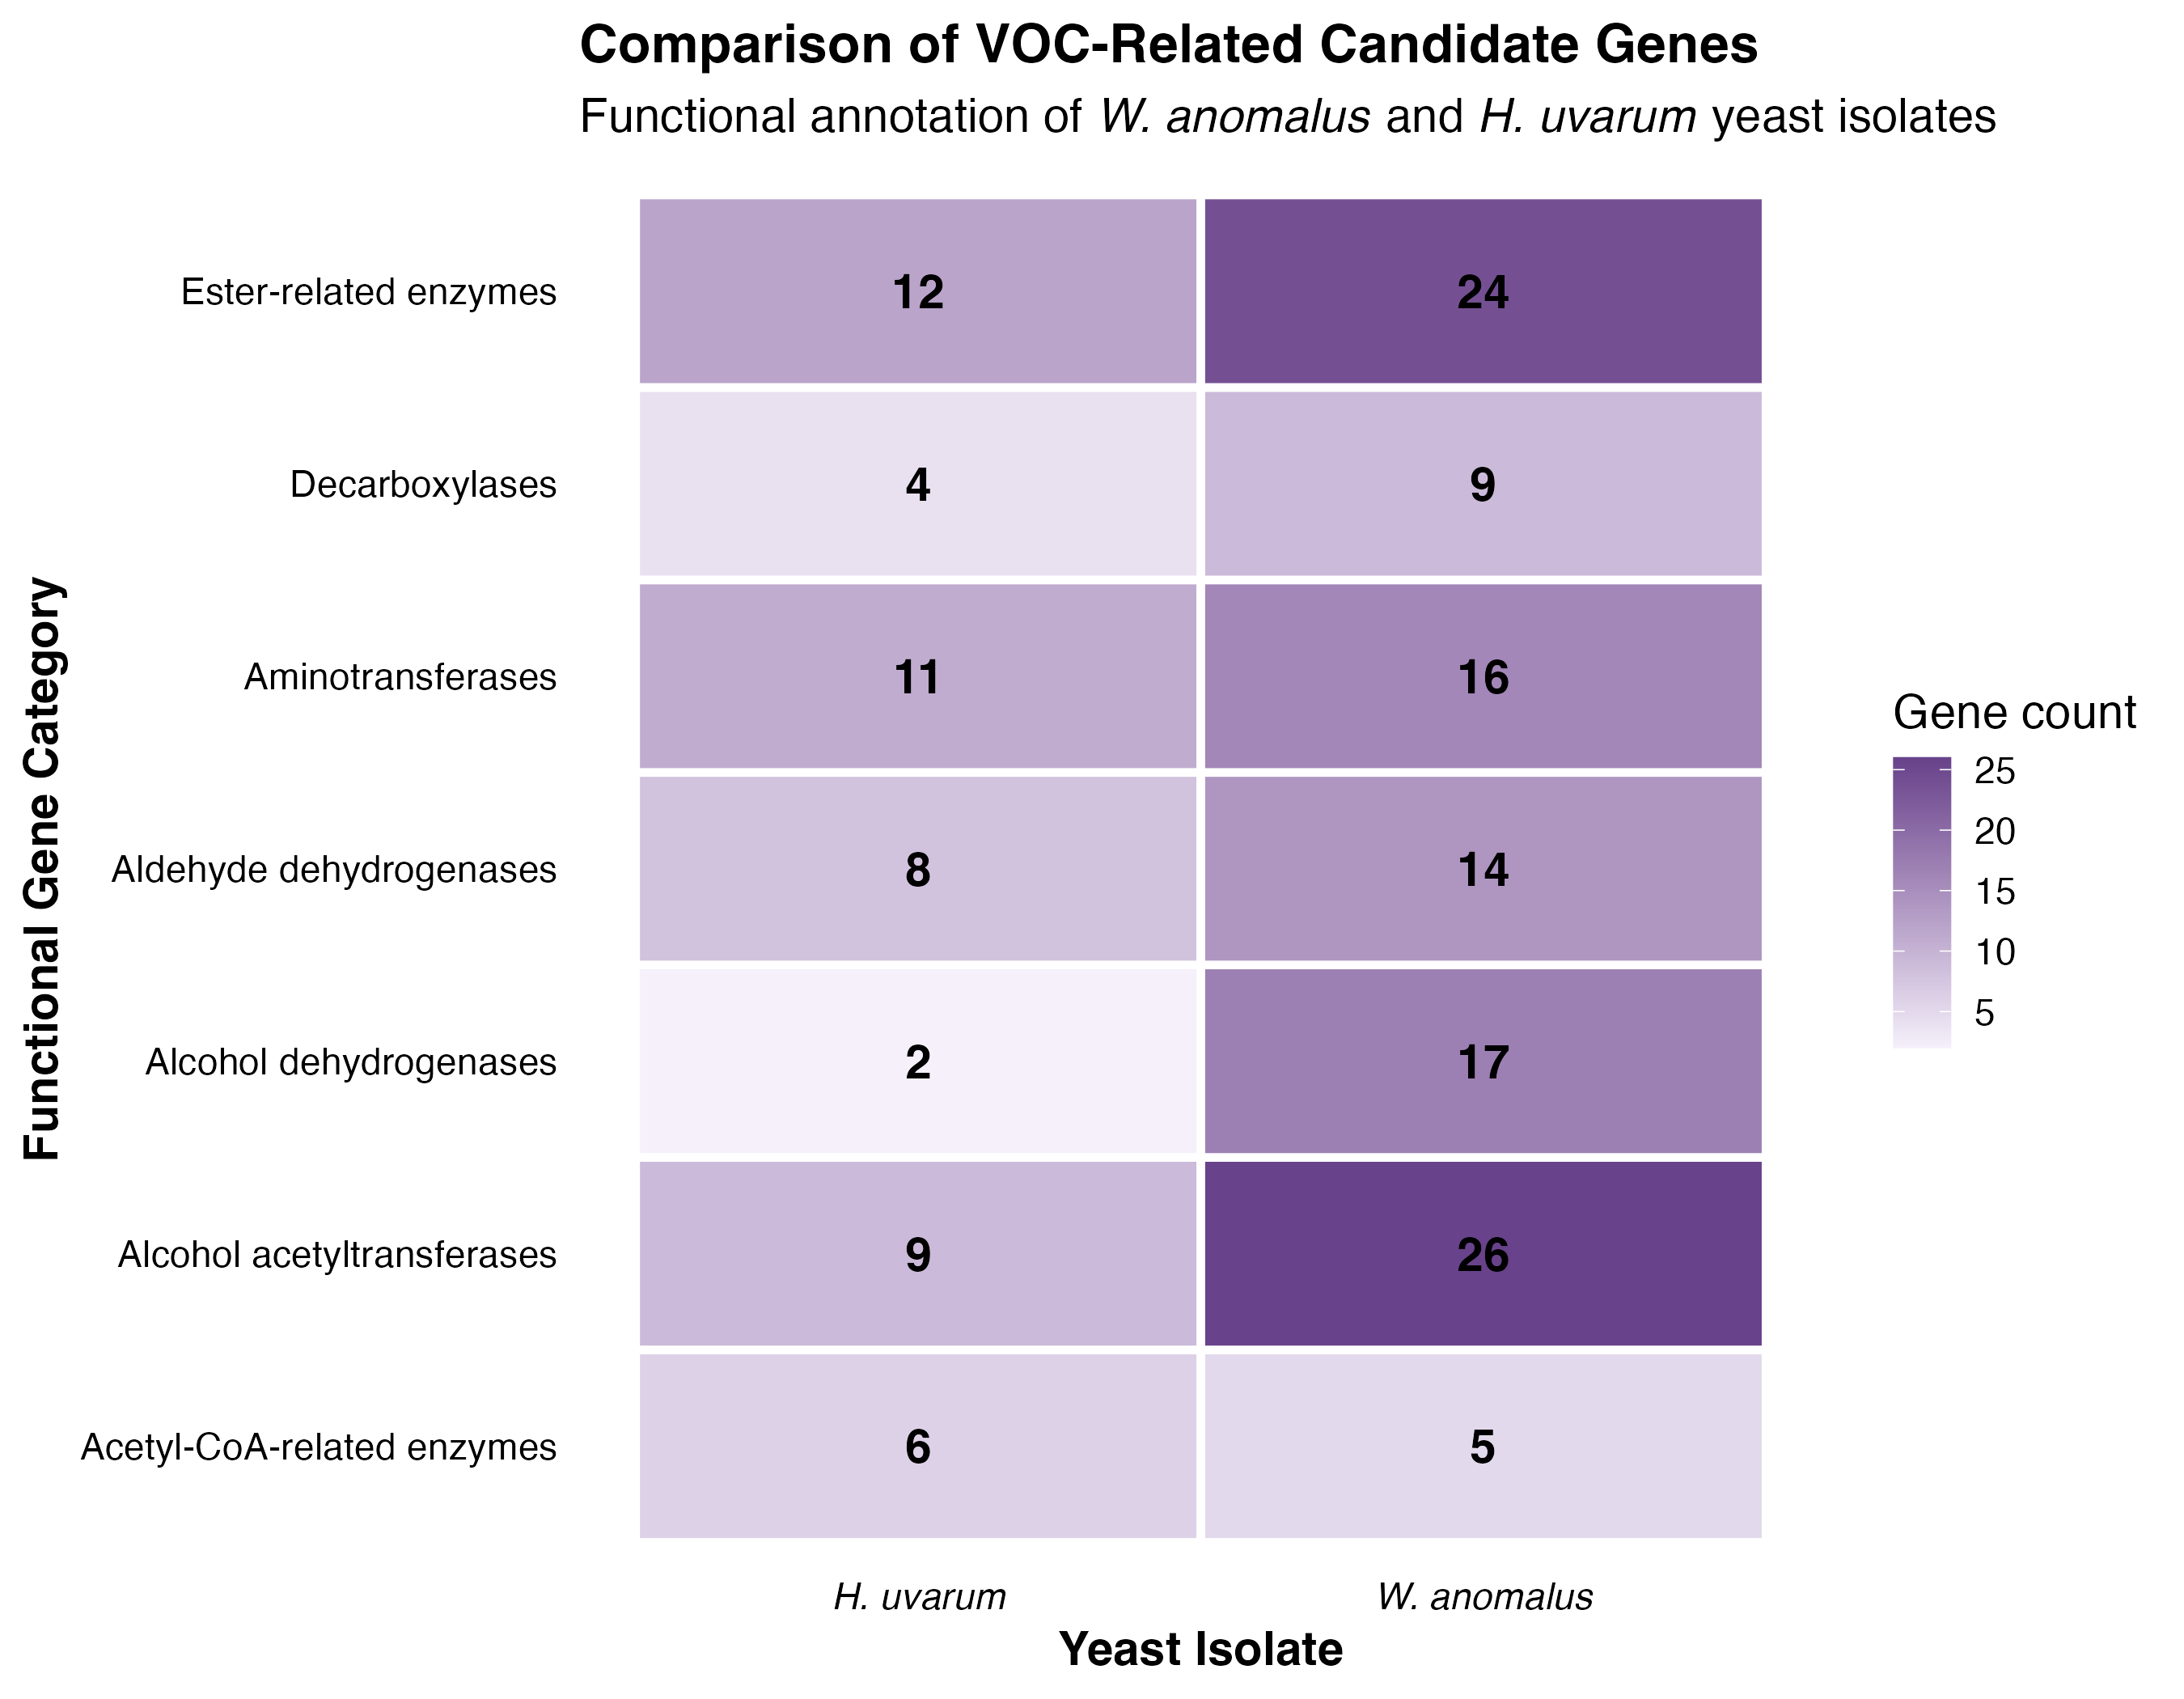 Comparison of VOC-Related Candidate Genes
Functional annotation of W. anomalus and H. uvarum yeast isolates
Functional Gene Category
Ester-related enzymes 12 24
Decarboxylases 4 9
Aminotransferases 11 16
Aldehyde dehydrogenases 8 14
Alcohol dehydrogenases 2 17
Alcohol acetyltransferases 9 26
Acetyl-CoA-related enzymes 6 5
H. uvarum W. anomalus
Yeast Isolate
Gene count
25
20
15
10
5